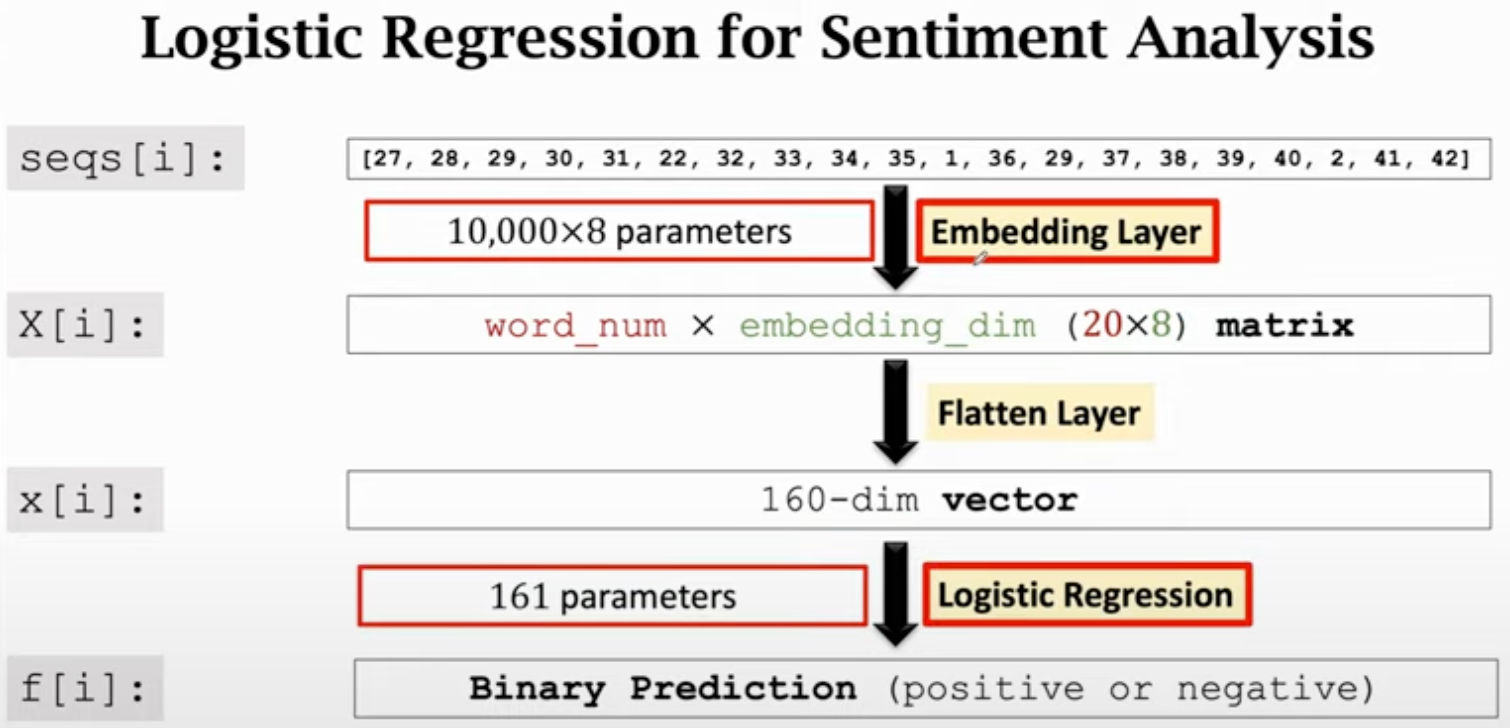 Logistic Regression for Sentiment Analysis
seqs[i]: [27, 28, 29, 30, 31, 22, 32, 33, 34, 35, 1, 36, 29, 37, 38, 39, 40, 2, 41, 42]
10,000×8 parameters Embedding Layer
X[i]: word_num × embedding_dim (20×8) matrix
Flatten Layer
x[i]: 160-dim vector
161 parameters Logistic Regression
f[i]: Binary Prediction (positive or negative)